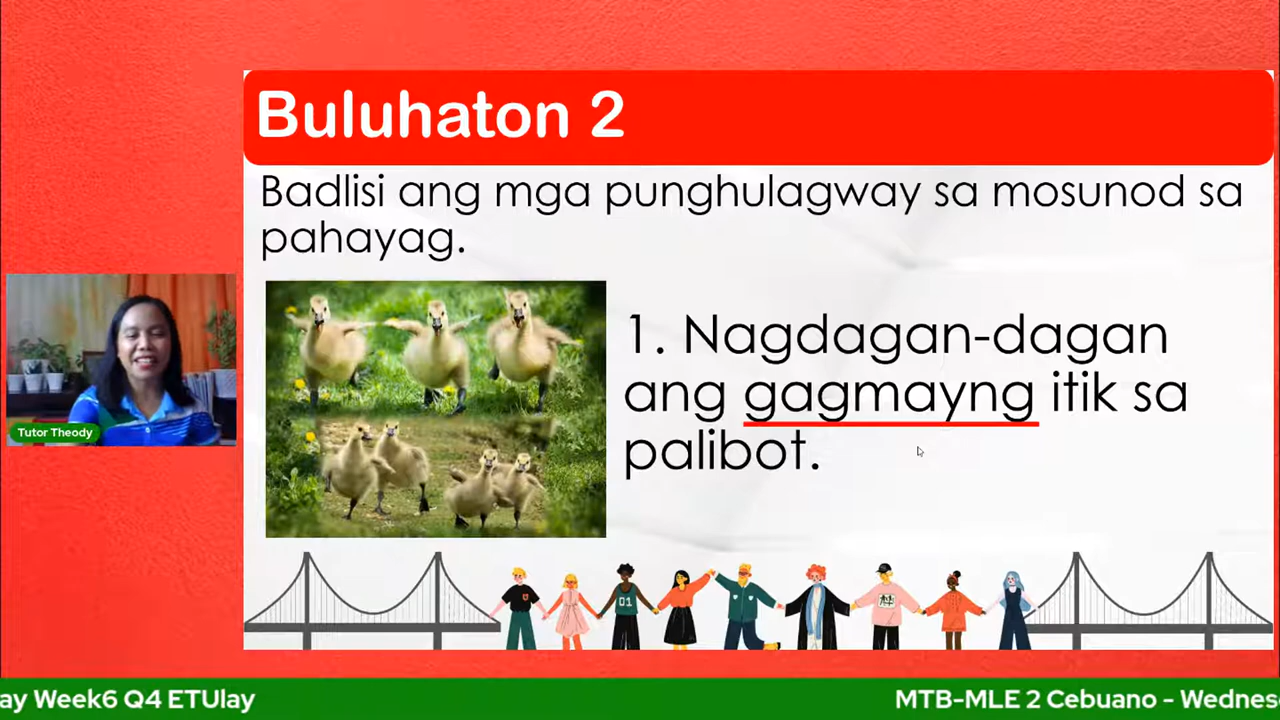 Buluhaton 2
Badlisi ang mga punghulagway sa mosunod sa
pahayag.
1. Nagdagan-dagan
ang gagmayng itik sa
palibot.
Tutor Theody
01
ay Week6 Q4 ETUlay
MTB-MLE 2 Cebuano - Wednes